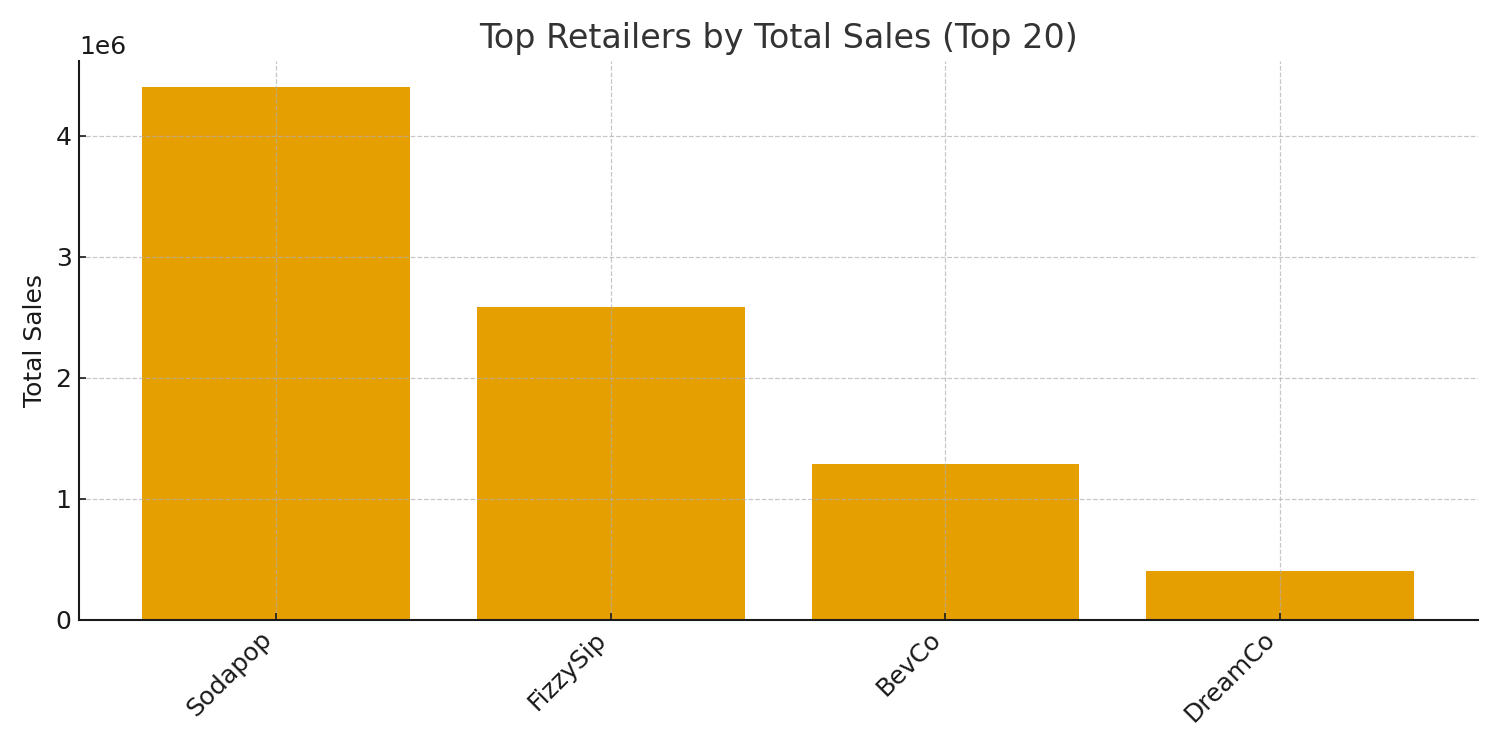 Top Retailers by Total Sales (Top 20)
1e6
Total Sales
4
3
2
1
0
Sodapop
FizzySip
BevCo
DreamCo